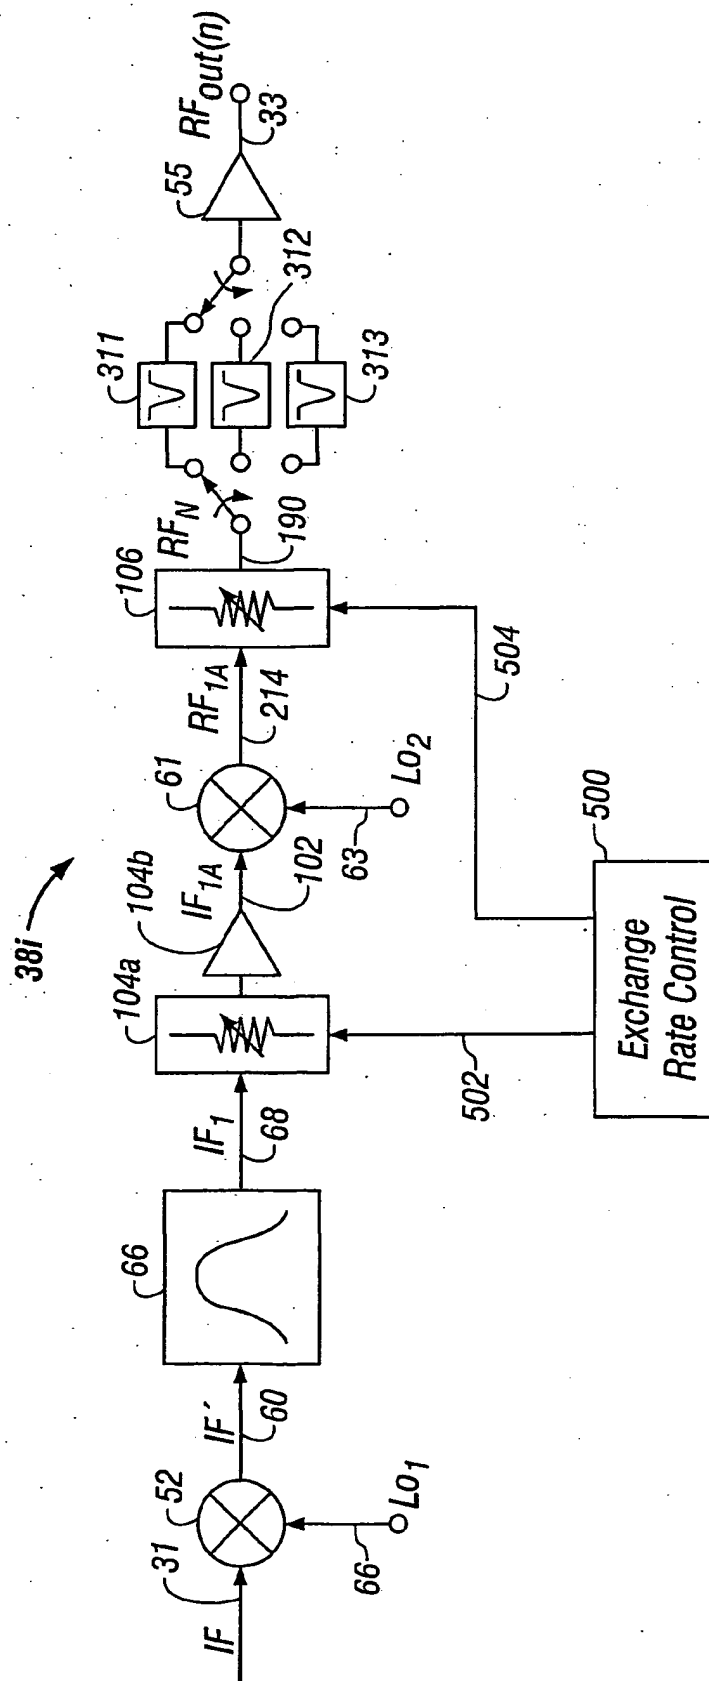 38i
IF
31
52
LO1
66
IF´
60
66
IF1
68
104a
104b
IF1A
102
61
LO2
63
RF1A
214
106
RFN
190
311
312
313
55
RFout(n)
33
502
504
500
Exchange
Rate Control